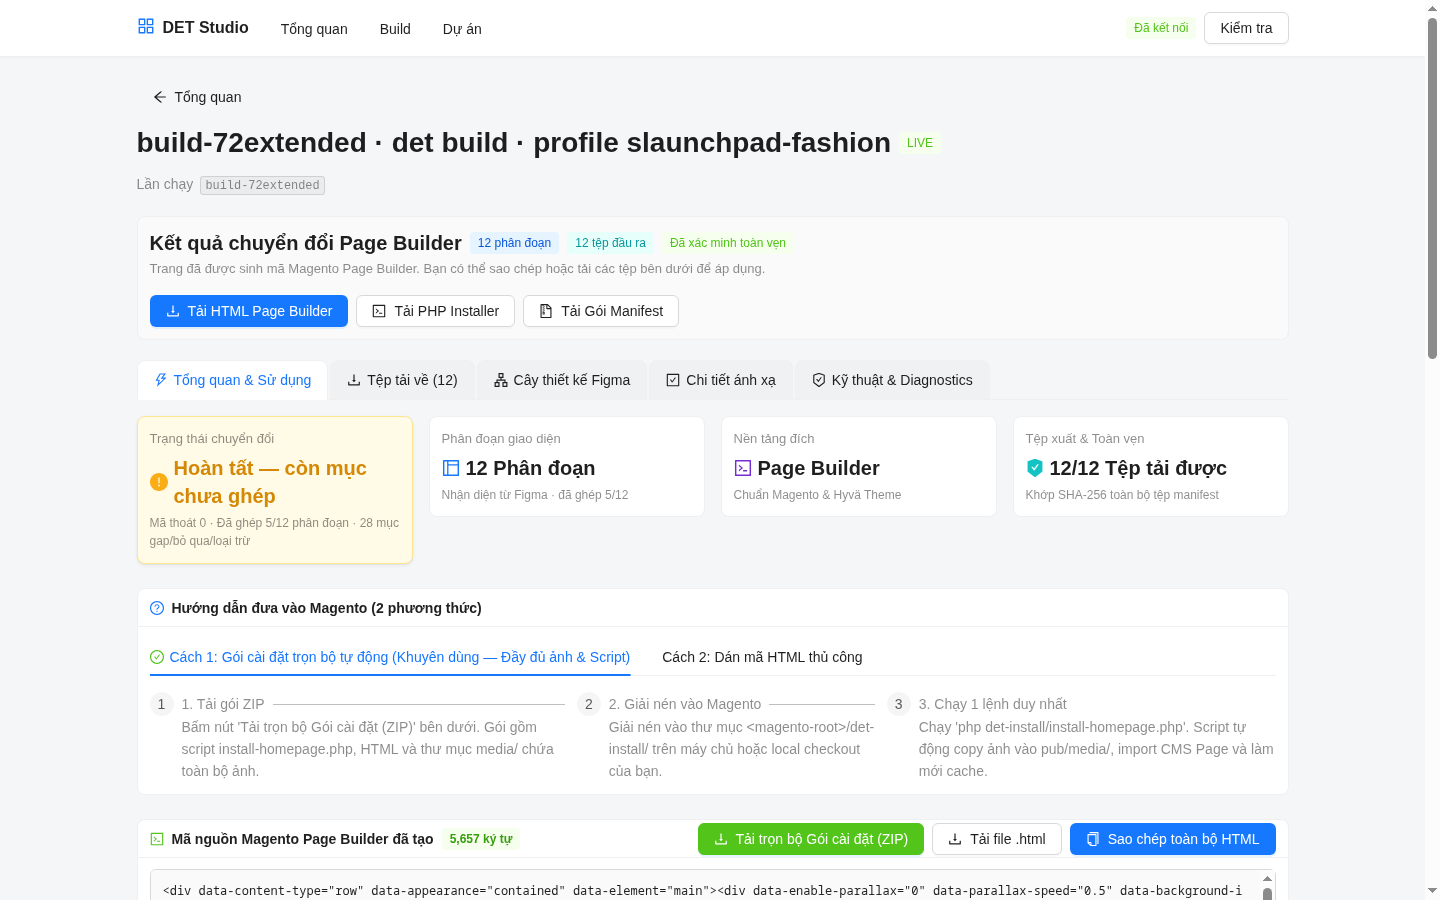 DET Studio
Tổng quan
Build
Dự án
Đã kết nối
Kiểm tra
Tổng quan
build-72extended · det build · profile slaunchpad-fashion
LIVE
Lần chạy build-72extended
Kết quả chuyển đổi Page Builder
12 phân đoạn
12 tệp đầu ra
Đã xác minh toàn vẹn
Trang đã được sinh mã Magento Page Builder. Bạn có thể sao chép hoặc tải các tệp bên dưới để áp dụng.
Tải HTML Page Builder
Tải PHP Installer
Tải Gói Manifest
Tổng quan & Sử dụng
Tệp tải về (12)
Cây thiết kế Figma
Chi tiết ánh xạ
Kỹ thuật & Diagnostics
Trạng thái chuyển đổi
Hoàn tất — còn mục
chưa ghép
Mã thoát 0 · Đã ghép 5/12 phân đoạn · 28 mục
gap/bỏ qua/loại trừ
Phân đoạn giao diện
12 Phân đoạn
Nhận diện từ Figma · đã ghép 5/12
Nền tảng đích
Page Builder
Chuẩn Magento & Hyvä Theme
Tệp xuất & Toàn vẹn
12/12 Tệp tải được
Khớp SHA-256 toàn bộ tệp manifest
Hướng dẫn đưa vào Magento (2 phương thức)
Cách 1: Gói cài đặt trọn bộ tự động (Khuyên dùng — Đầy đủ ảnh & Script)
Cách 2: Dán mã HTML thủ công
1
1. Tải gói ZIP
Bấm nút 'Tải trọn bộ Gói cài đặt (ZIP)' bên dưới. Gói gồm
script install-homepage.php, HTML và thư mục media/ chứa
toàn bộ ảnh.
2
2. Giải nén vào Magento
Giải nén vào thư mục <magento-root>/det-
install/ trên máy chủ hoặc local checkout
của bạn.
3
3. Chạy 1 lệnh duy nhất
Chạy 'php det-install/install-homepage.php'. Script tự
động copy ảnh vào pub/media/, import CMS Page và làm
mới cache.
Mã nguồn Magento Page Builder đã tạo
5,657 ký tự
Tải trọn bộ Gói cài đặt (ZIP)
Tải file .html
Sao chép toàn bộ HTML
<div data-content-type="row" data-appearance="contained" data-element="main"><div data-enable-parallax="0" data-parallax-speed="0.5" data-background-i